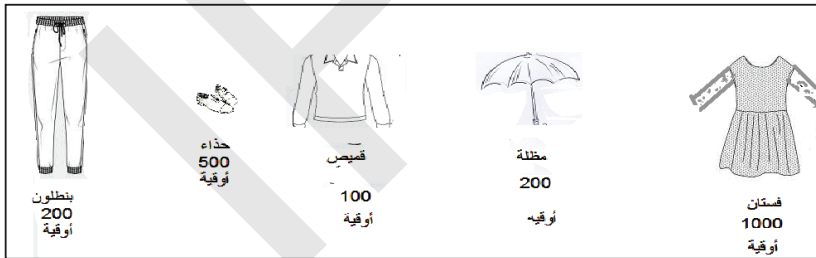 فستان
1000
أوقية
مظلة
200
أوقيه
قميص
100
أوقية
حذاء
500
أوقية
بنطلون
200
أوقية